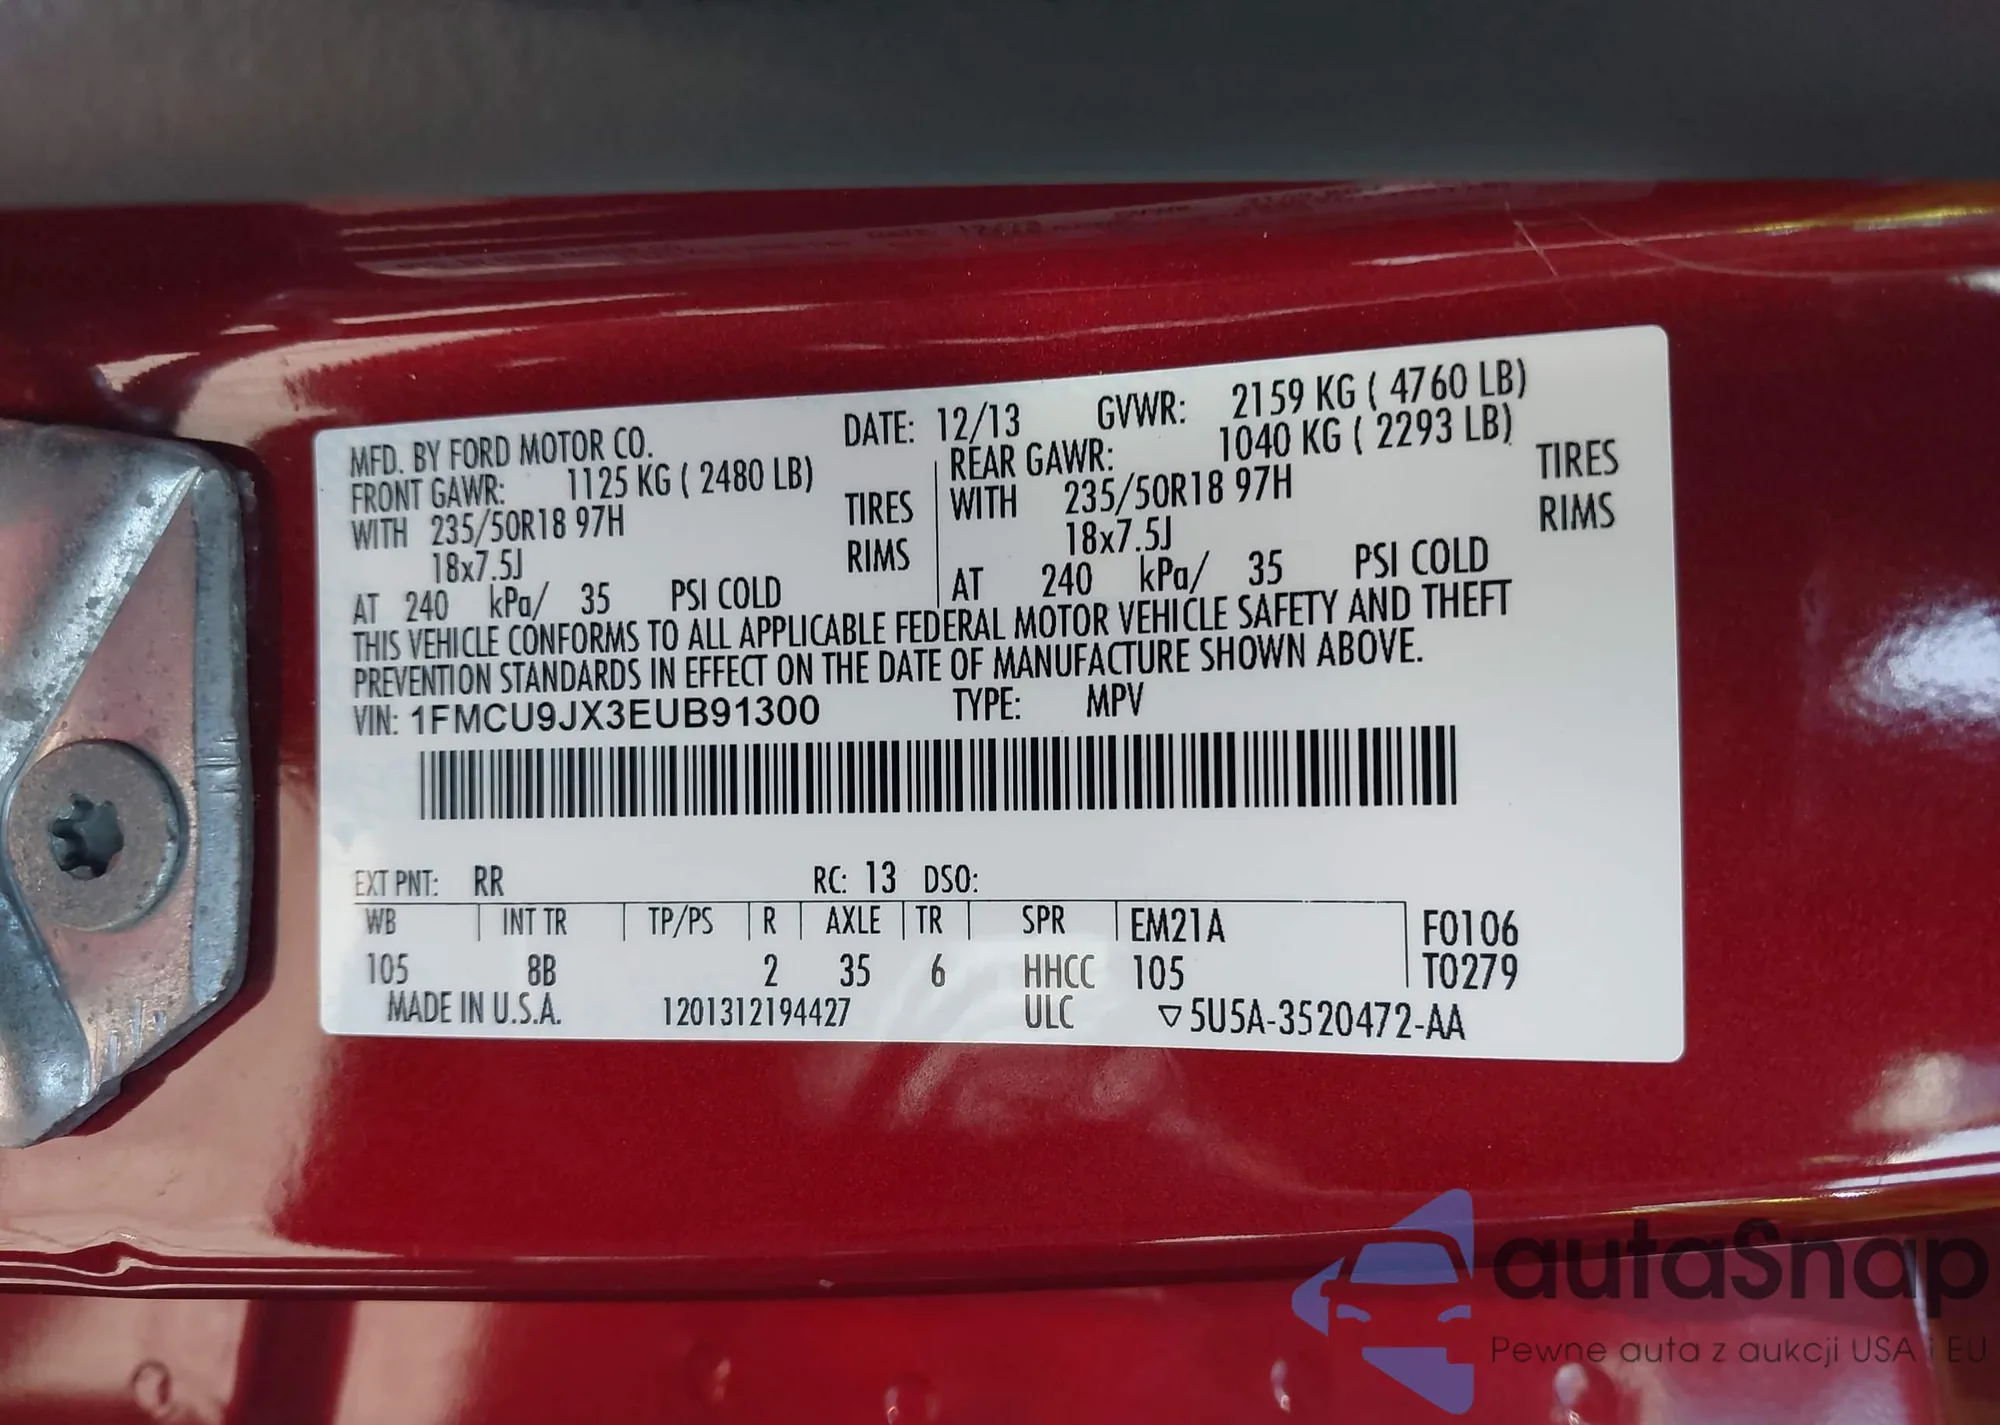 MFD. BY FORD MOTOR CO. DATE: 12/13 GVWR: 2159 KG ( 4760 LB)
FRONT GAWR: 1125 KG ( 2480 LB) REAR GAWR: 1040 KG ( 2293 LB)
WITH 235/50R18 97H TIRES WITH 235/50R18 97H TIRES
18x7.5J RIMS 18x7.5J RIMS
AT 240 kPa/ 35 PSI COLD AT 240 kPa/ 35 PSI COLD
THIS VEHICLE CONFORMS TO ALL APPLICABLE FEDERAL MOTOR VEHICLE SAFETY AND THEFT
PREVENTION STANDARDS IN EFFECT ON THE DATE OF MANUFACTURE SHOWN ABOVE.
VIN: 1FMCU9JX3EUB91300 TYPE: MPV
EXT PNT: RR RC: 13 DSO:
WB INT TR TP/PS R AXLE TR SPR EM21A F0106
105 8B 2 35 6 HHCC 105 T0279
MADE IN U.S.A. 1201312194427 ULC ▽5U5A-3520472-AA
autaSnap
Pewne auta z aukcji USA i EU